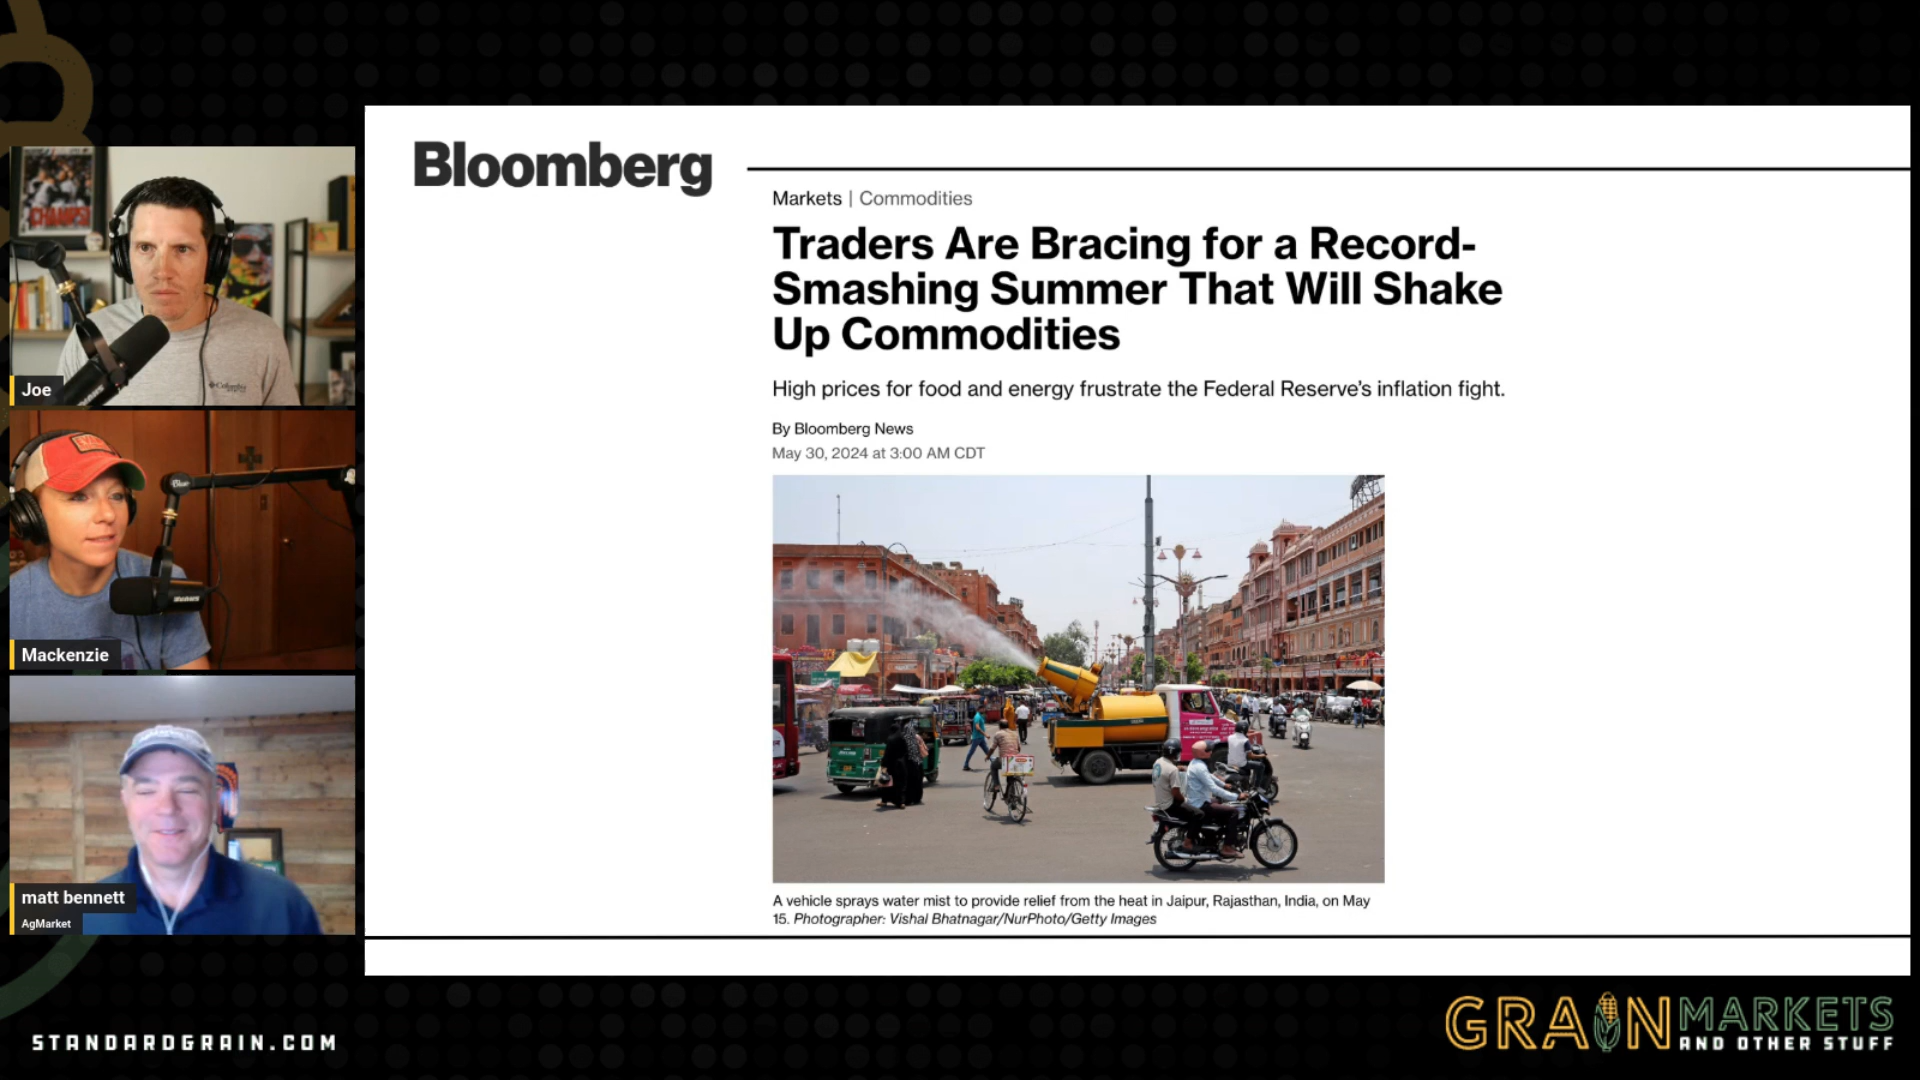 Bloomberg
Markets | Commodities
Traders Are Bracing for a Record-
Smashing Summer That Will Shake
Up Commodities
High prices for food and energy frustrate the Federal Reserve's inflation fight.
By Bloomberg News
May 30, 2024 at 3:00 AM CDT
A vehicle sprays water mist to provide relief from the heat in Jaipur, Rajasthan, India, on May
15. Photographer: Vishal Bhatnagar/NurPhoto/Getty Images
CHAMPS!
Columbia
Joe
Blue
Mackenzie
matt bennett
AgMarket
STANDARDGRAIN.COM
GRAIN MARKETS
AND OTHER STUFF